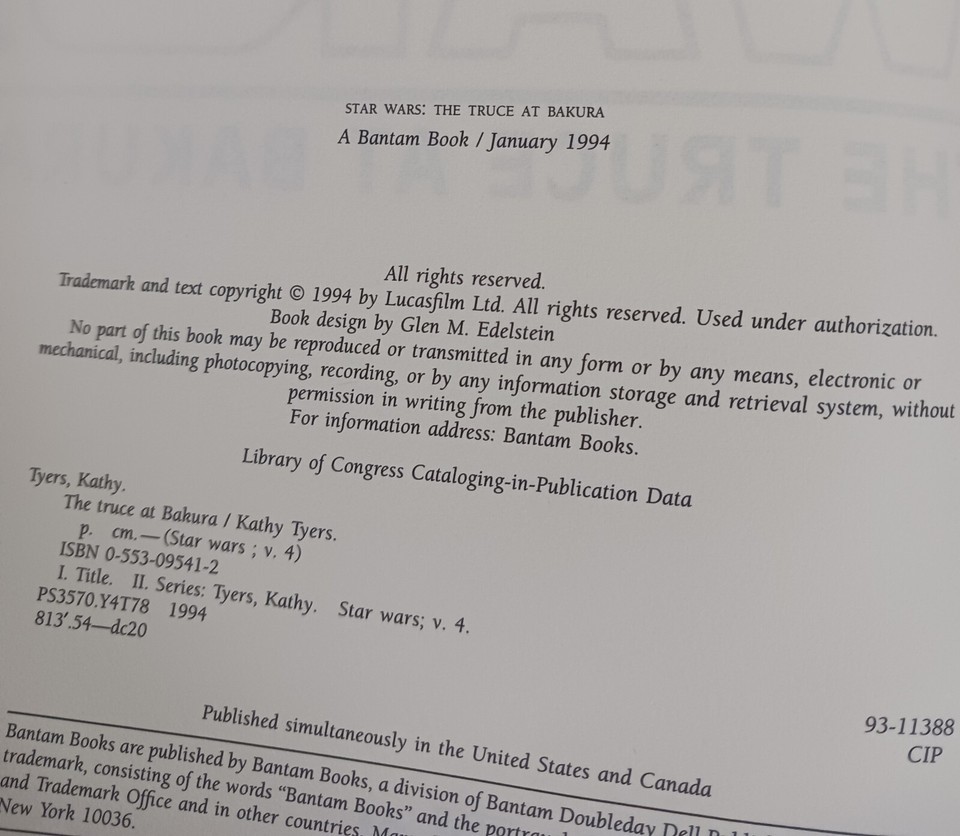 STAR WARS: THE TRUCE AT BAKURA
A Bantam Book / January 1994
All rights reserved.
Trademark and text copyright © 1994 by Lucasfilm Ltd. All rights reserved. Used under authorization.
Book design by Glen M. Edelstein
No part of this book may be reproduced or transmitted in any form or by any means, electronic or
mechanical, including photocopying, recording, or by any information storage and retrieval system, without
permission in writing from the publisher.
For information address: Bantam Books.
Library of Congress Cataloging-in-Publication Data
Tyers, Kathy.
The truce at Bakura / Kathy Tyers.
p. cm.—(Star wars ; v. 4)
ISBN 0-553-09541-2
I. Title. II. Series: Tyers, Kathy. Star wars; v. 4.
PS3570.Y4T78 1994
813'.54—dc20
93-11388
CIP
Published simultaneously in the United States and Canada
Bantam Books are published by Bantam Books, a division of Bantam Doubleday Dell
trademark, consisting of the words "Bantam Books" and the
and Trademark Office and in other countries.
New York 10036.